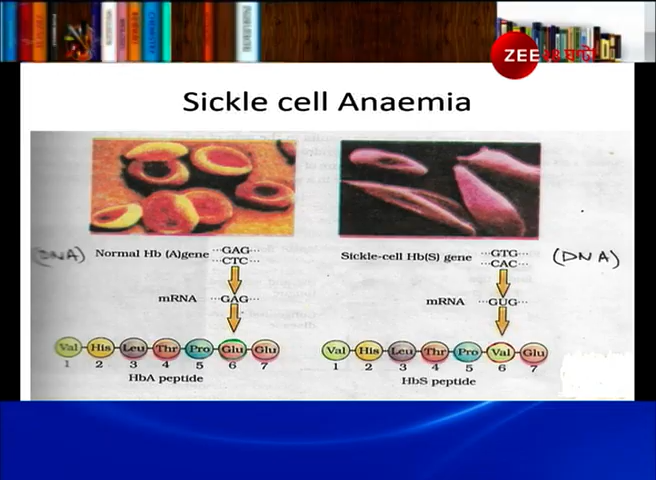 ZEE ২৪ ঘণ্টা
Sickle cell Anaemia
(DNA) Normal Hb (A)gene ··GAG··· ···CTC···
mRNA ··GAG···
Val His Leu Thr Pro Glu Glu
1 2 3 4 5 6 7
HbA peptide
Sickle-cell Hb(S) gene ···GTG··· ···CAC··· (DNA)
mRNA ···GUG···
Val His Leu Thr Pro Val Glu
1 2 3 4 5 6 7
HbS peptide